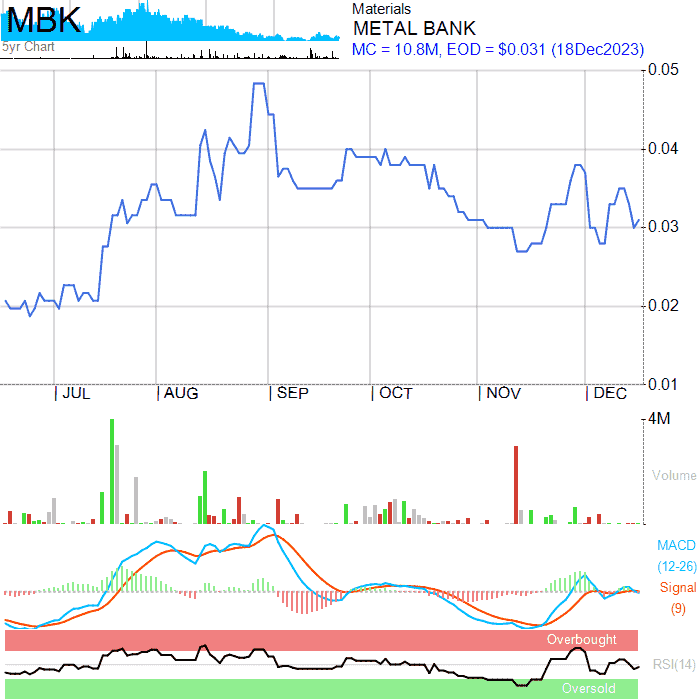 MBK
5yr Chart
Materials
METAL BANK
MC = 10.8M, EOD = $0.031 (18Dec2023)
0.05
0.04
0.03
0.02
0.01
JUL AUG SEP OCT NOV DEC
4M
Volume
MACD
(12-26)
Signal
(9)
Overbought
RSI(14)
Oversold